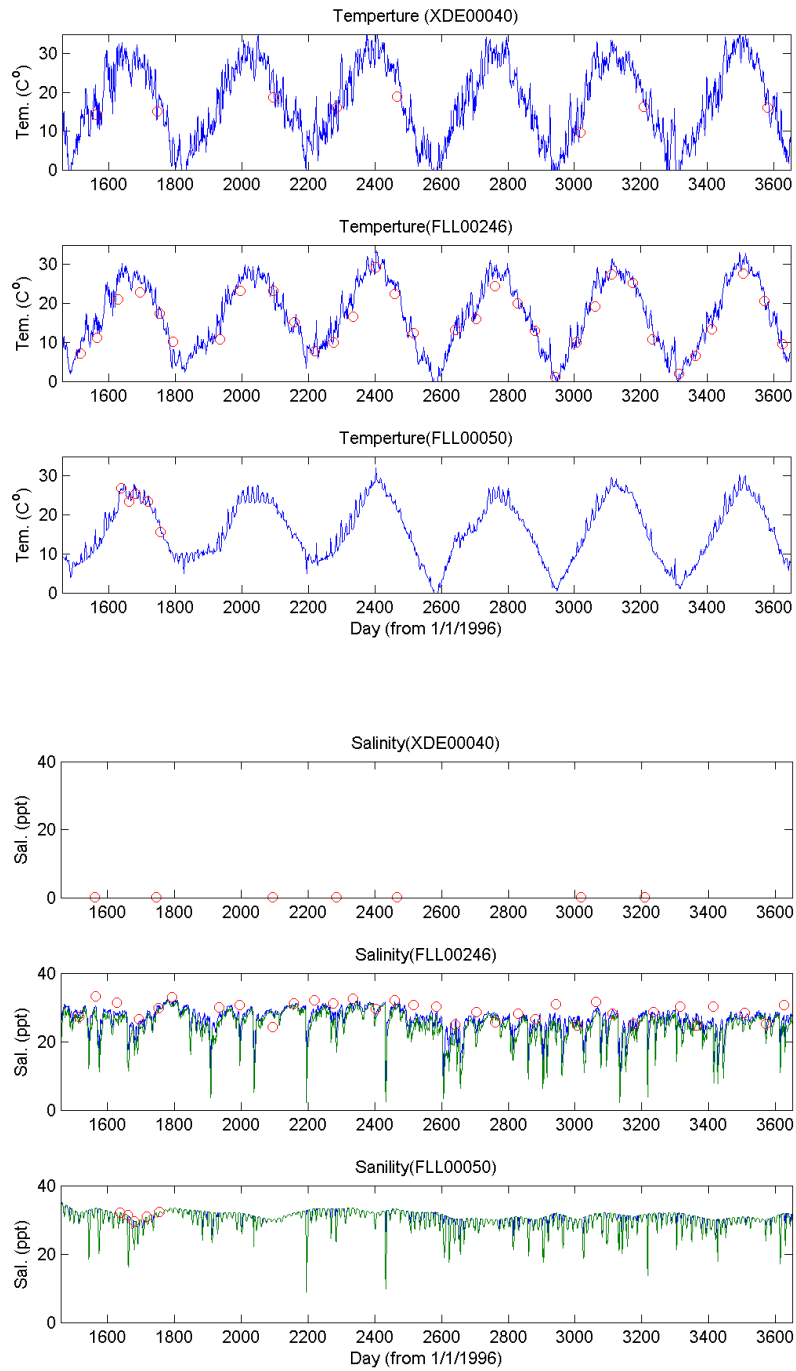 Temperture (XDE00040)
30
20
10
0
Tem. (C⁰)
1600 1800 2000 2200 2400 2600 2800 3000 3200 3400 3600
Temperture(FLL00246)
30
20
10
0
Tem. (C⁰)
1600 1800 2000 2200 2400 2600 2800 3000 3200 3400 3600
Temperture(FLL00050)
30
20
10
0
Tem. (C⁰)
1600 1800 2000 2200 2400 2600 2800 3000 3200 3400 3600
Day (from 1/1/1996)
Salinity(XDE00040)
40
20
0
Sal. (ppt)
1600 1800 2000 2200 2400 2600 2800 3000 3200 3400 3600
Salinity(FLL00246)
40
20
0
Sal. (ppt)
1600 1800 2000 2200 2400 2600 2800 3000 3200 3400 3600
Sanility(FLL00050)
40
20
0
Sal. (ppt)
1600 1800 2000 2200 2400 2600 2800 3000 3200 3400 3600
Day (from 1/1/1996)